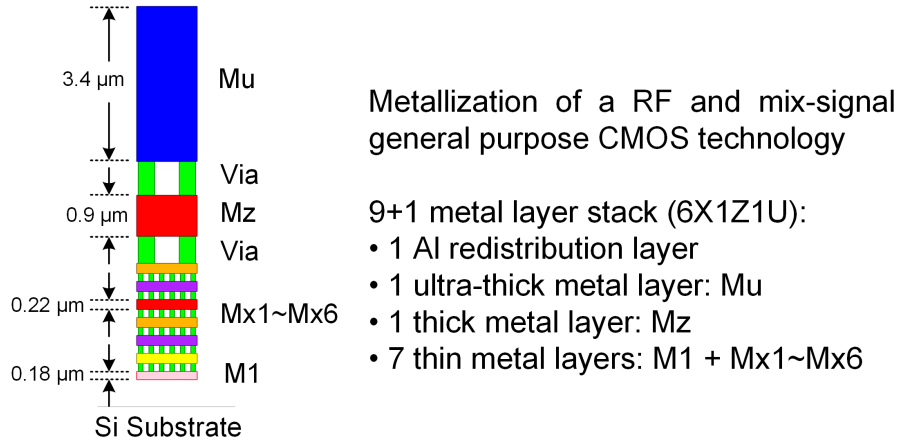 3.4 µm
Mu
Via
0.9 µm
Mz
Via
0.22 µm
Mx1~Mx6
0.18 µm
M1
Si Substrate
Metallization of a RF and mix-signal
general purpose CMOS technology
9+1 metal layer stack (6X1Z1U):
• 1 Al redistribution layer
• 1 ultra-thick metal layer: Mu
• 1 thick metal layer: Mz
• 7 thin metal layers: M1 + Mx1~Mx6